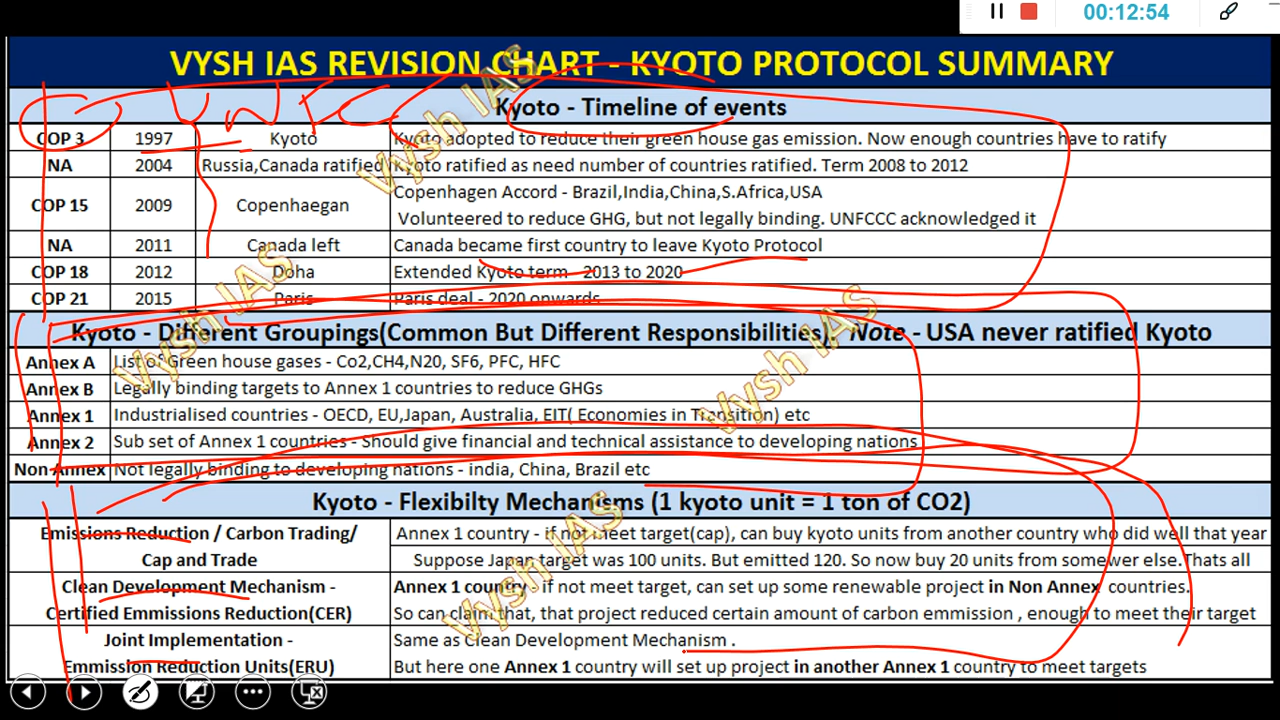 00:12:54
VYSH IAS REVISION CHART - KYOTO PROTOCOL SUMMARY
Kyoto - Timeline of events
COP 3 1997 Kyoto Kyoto adopted to reduce their green house gas emission. Now enough countries have to ratify
NA 2004 Russia,Canada ratified Kyoto ratified as need number of countries ratified. Term 2008 to 2012
COP 15 2009 Copenhaegan Copenhagen Accord - Brazil,India,China,S.Africa,USA
Volunteered to reduce GHG, but not legally binding. UNFCCC acknowledged it
NA 2011 Canada left Canada became first country to leave Kyoto Protocol
COP 18 2012 Doha Extended Kyoto term - 2013 to 2020
COP 21 2015 Paris Paris deal - 2020 onwards
Kyoto - Different Groupings(Common But Different Responsibilities) Note - USA never ratified Kyoto
Annex A List of Green house gases - Co2,CH4,N20, SF6, PFC, HFC
Annex B Legally binding targets to Annex 1 countries to reduce GHGs
Annex 1 Industrialised countries - OECD, EU,Japan, Australia, EIT( Economies in Transition) etc
Annex 2 Sub set of Annex 1 countries - Should give financial and technical assistance to developing nations
Non Annex Not legally binding to developing nations - india, China, Brazil etc
Kyoto - Flexibilty Mechanisms (1 kyoto unit = 1 ton of CO2)
Emissions Reduction / Carbon Trading/ Annex 1 country - if not meet target(cap), can buy kyoto units from another country who did well that year
Cap and Trade Suppose Japan target was 100 units. But emitted 120. So now buy 20 units from somewer else.Thats all
Clean Development Mechanism - Annex 1 country - if not meet target, can set up some renewable project in Non Annex countries.
Certified Emmissions Reduction(CER) So can claim that, that project reduced certain amount of carbon emmission , enough to meet their target
Joint Implementation - Same as Clean Development Mechanism .
Emmission Reduction Units(ERU) But here one Annex 1 country will set up project in another Annex 1 country to meet targets
Vysh IAS
Vysh IAS
Vysh IAS
Vysh IAS